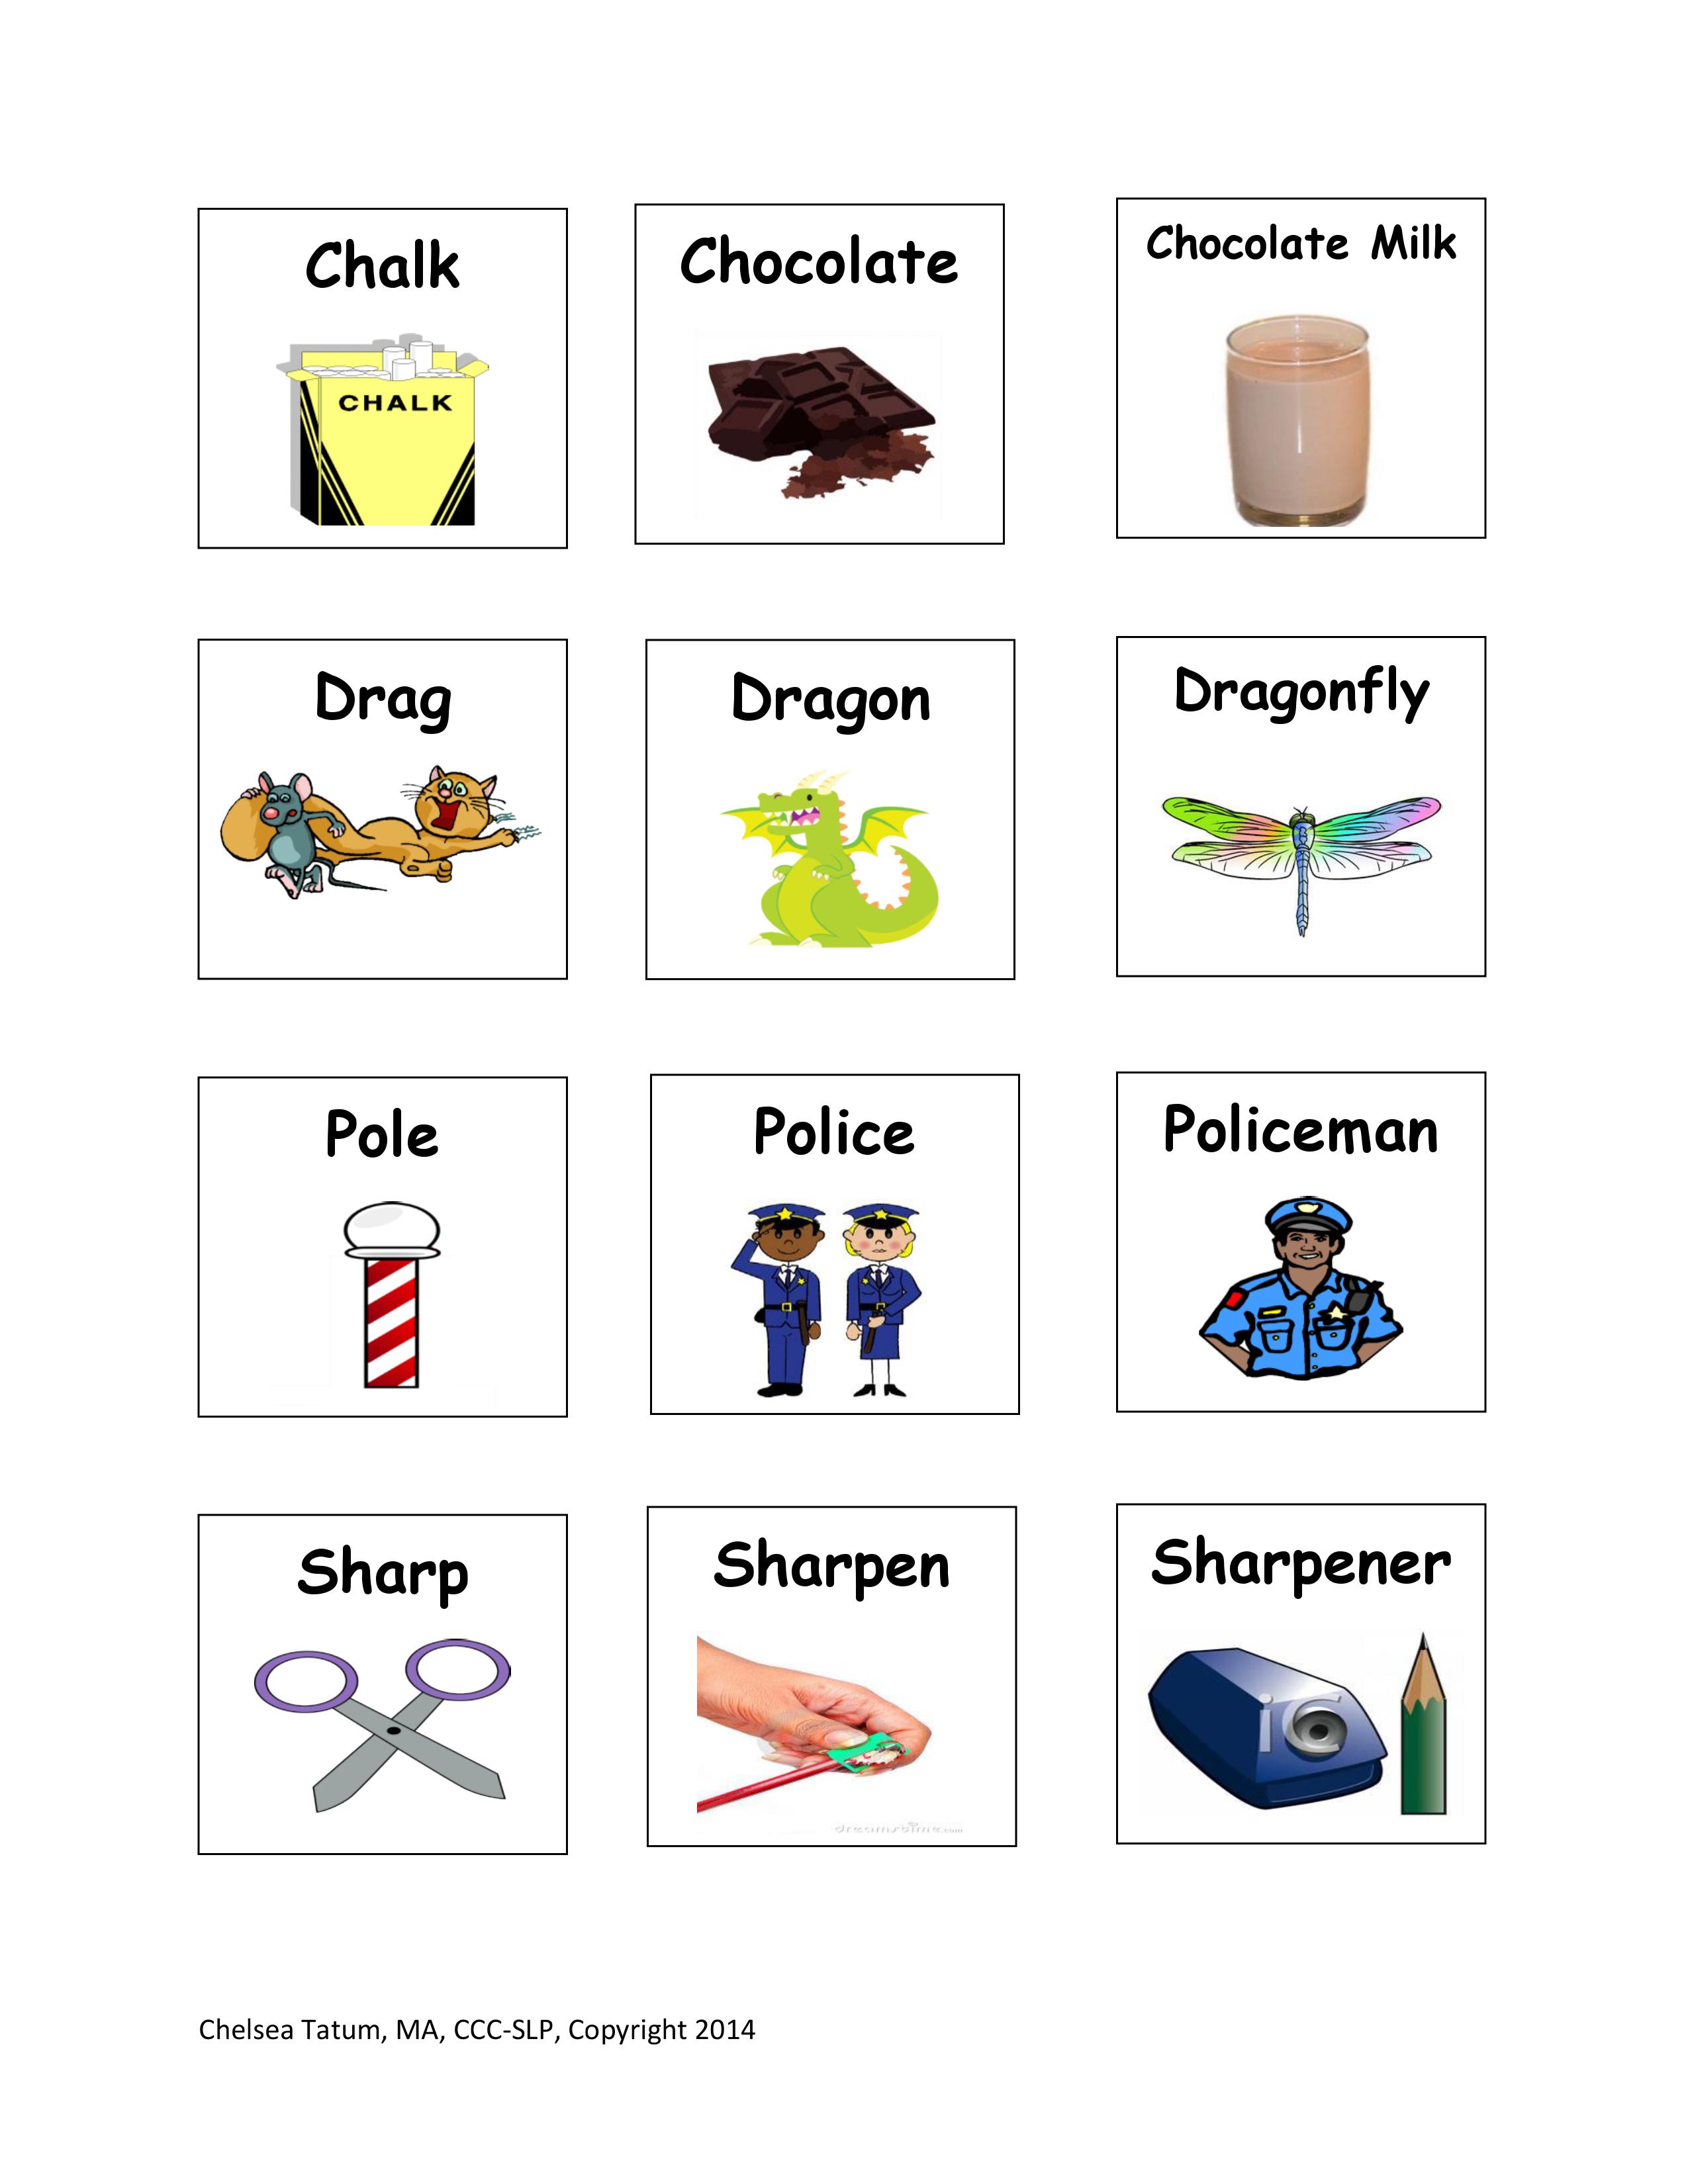 Chalk
Chocolate
Chocolate Milk
CHALK
Drag
Dragon
Dragonfly
Pole
Police
Policeman
Sharp
Sharpen
Sharpener
iC
dreamstime.com
Chelsea Tatum, MA, CCC-SLP, Copyright 2014